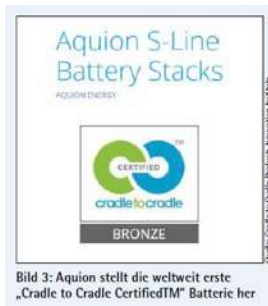 Aquion S-Line
Battery Stacks
AQUION ENERGY
TM
CERTIFIED
cradletocradle
BRONZE
Bild 3: Aquion stellt die weltweit erste
„Cradle to Cradle CertifiedTM" Batterie her